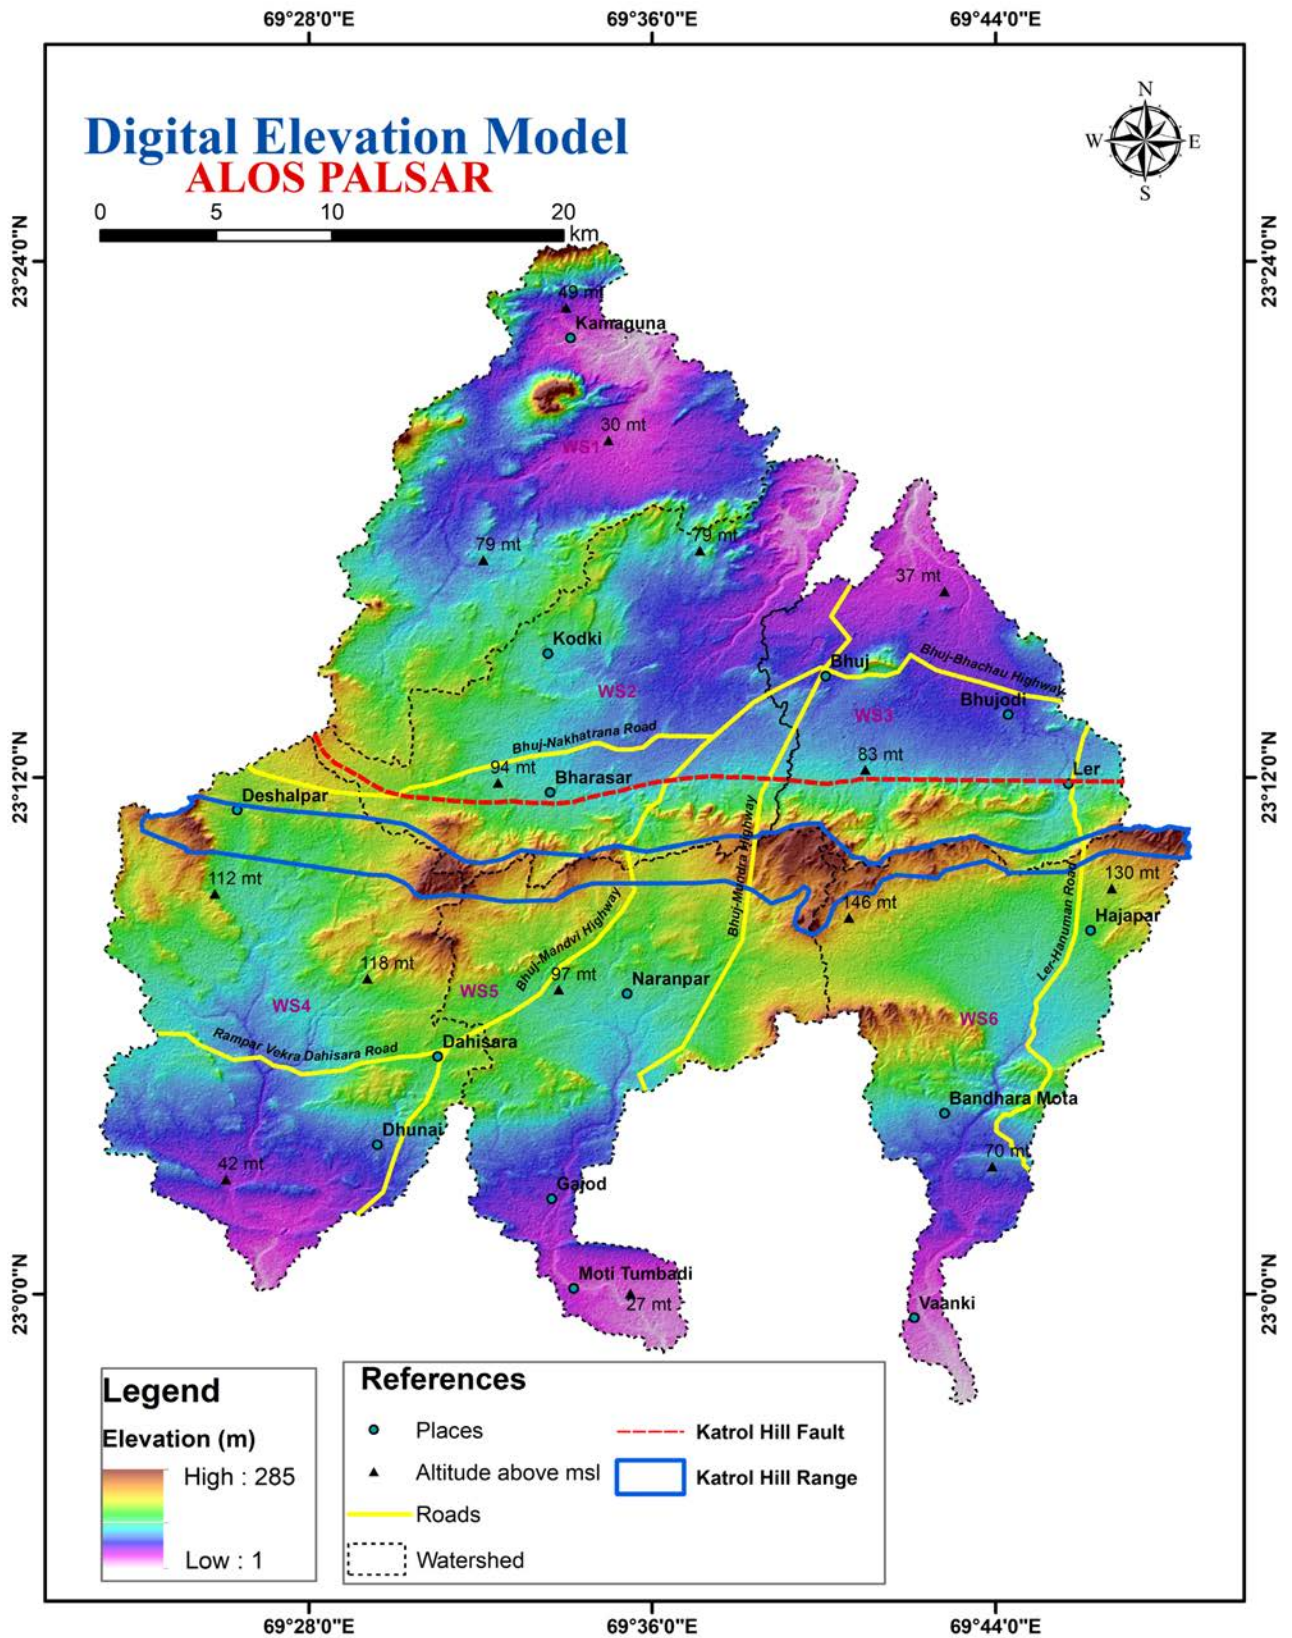 69°28'0"E 69°36'0"E 69°44'0"E
N
W E
S
Digital Elevation Model
ALOS PALSAR
0 5 10 20
km
23°24'0"N 23°24'0"N
49 mt
Kamaguna
30 mt
WS1
79 mt 79 mt
37 mt
Kodki
Bhuj
Bhuj-Bhachau Highway
WS2
Bhujodi
WS3
Bhuj-Nakhatrana Road
83 mt
94 mt
Ler
23°12'0"N 23°12'0"N
Bharasar
Deshalpar
Bhuj-Mundra Highway
112 mt
130 mt
146 mt
Hajapar
Bhuj-Mandvi Highway
Ler-Hanuman Road
118 mt
97 mt
Naranpar
WS5
WS4
WS6
Rampar Vekra Dahisara Road
Dahisara
Bandhara Mota
Dhunai
70 mt
42 mt
Gajod
Moti Tumbadi
27 mt
Vaanki
23°0'0"N 23°0'0"N
Legend
Elevation (m)
High : 285
Low : 1
References
Places
Altitude above msl
Roads
Watershed
Katrol Hill Fault
Katrol Hill Range
69°28'0"E 69°36'0"E 69°44'0"E